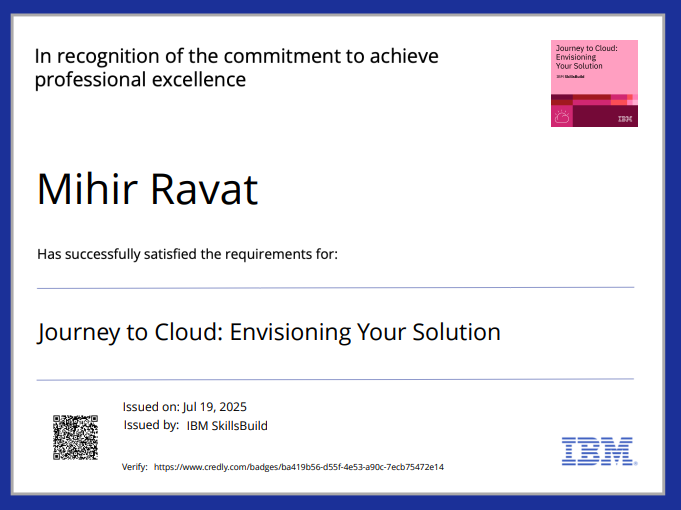 In recognition of the commitment to achieve
professional excellence
Journey to Cloud:
Envisioning
Your Solution
IBM SkillsBuild
IBM
Mihir Ravat
Has successfully satisfied the requirements for:
Journey to Cloud: Envisioning Your Solution
Issued on: Jul 19, 2025
Issued by: IBM SkillsBuild
Verify: https://www.credly.com/badges/ba419b56-d55f-4e53-a90c-7ecb75472e14
IBM®